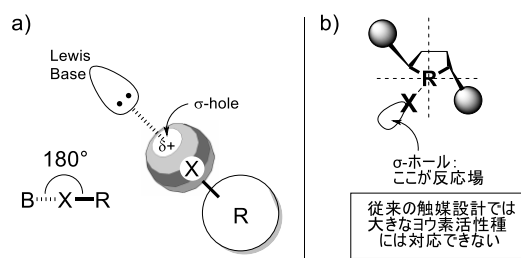 a)
Lewis
Base
σ-hole
δ+
X
R
180°
B X R
b)
R
X
σ-ホール:
ここが反応場
従来の触媒設計では
大きなヨウ素活性種
には対応できない